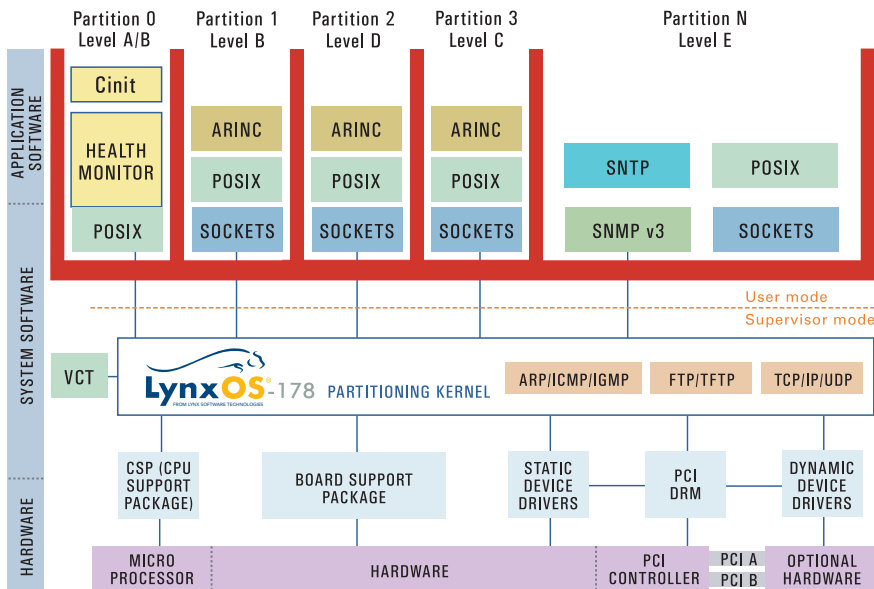 Partition 0
Level A/B
Partition 1
Level B
Partition 2
Level D
Partition 3
Level C
Partition N
Level E
APPLICATION
SOFTWARE
SYSTEM SOFTWARE
HARDWARE
Cinit
HEALTH
MONITOR
POSIX
ARINC
POSIX
SOCKETS
ARINC
POSIX
SOCKETS
ARINC
POSIX
SOCKETS
SNTP
POSIX
SNMP v3
SOCKETS
User mode
Supervisor mode
VCT
LynxOS®-178
FROM LYNX SOFTWARE TECHNOLOGIES
PARTITIONING KERNEL
ARP/ICMP/IGMP
FTP/TFTP
TCP/IP/UDP
CSP (CPU
SUPPORT
PACKAGE)
BOARD SUPPORT
PACKAGE
STATIC
DEVICE
DRIVERS
PCI
DRM
DYNAMIC
DEVICE
DRIVERS
MICRO
PROCESSOR
HARDWARE
PCI
CONTROLLER
PCI A
PCI B
OPTIONAL
HARDWARE